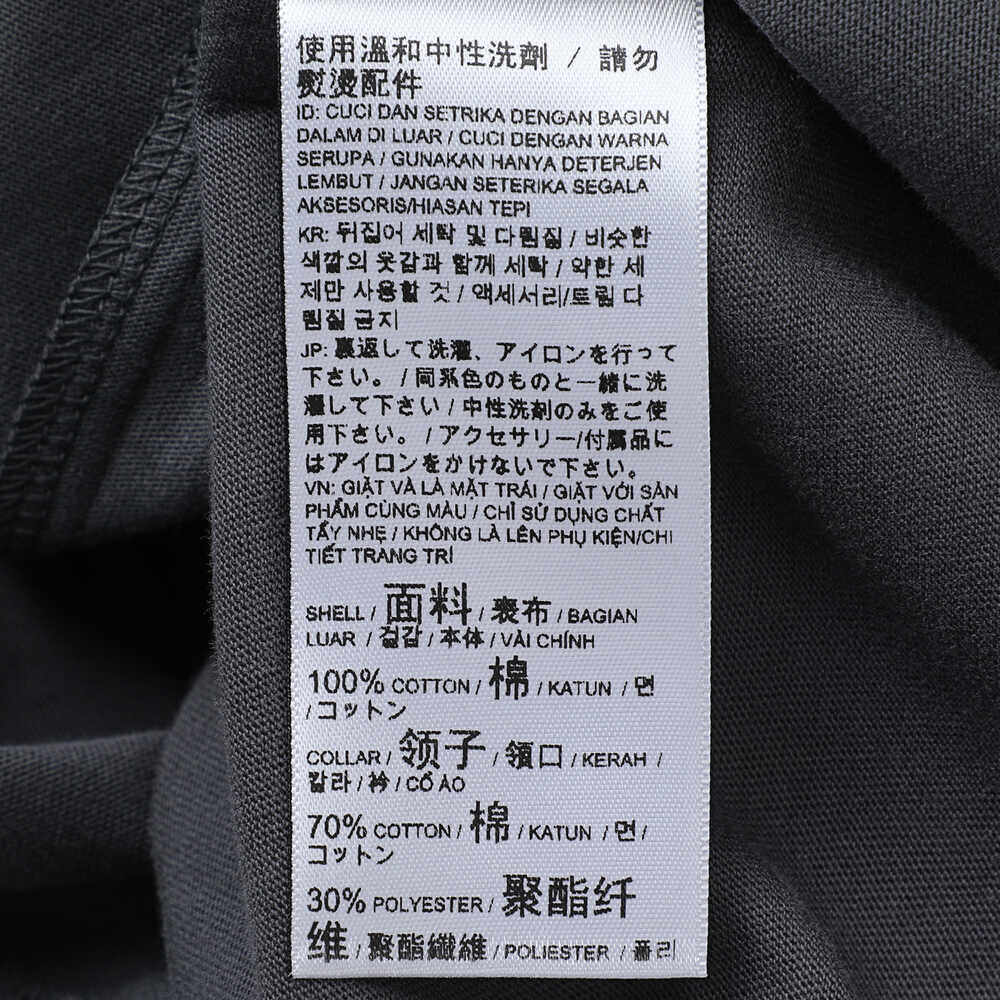 使用溫和中性洗劑 / 請勿
熨燙配件
ID: CUCI DAN SETRIKA DENGAN BAGIAN
DALAM DI LUAR / CUCI DENGAN WARNA
SERUPA / GUNAKAN HANYA DETERJEN
LEMBUT / JANGAN SETERIKA SEGALA
AKSESORIS/HIASAN TEPI
KR: 뒤집어 세탁 및 다림질 / 비슷한
색깔의 옷감과 함께 세탁 / 약한 세
제만 사용할 것 / 액세서리/트림 다
림질 금지
JP: 裏返して洗濯、アイロンを行って
下さい。 / 同系色のものと一緒に洗
濯して下さい / 中性洗剤のみをご使
用下さい。 / アクセサリー/付属品に
はアイロンをかけないで下さい。
VN: GIẶT VÀ LÀ MẶT TRÁI / GIẶT VỚI SẢN
PHẨM CÙNG MÀU / CHỈ SỬ DỤNG CHẤT
TẨY NHẸ / KHÔNG LÀ LÊN PHỤ KIỆN/CHI
TIẾT TRANG TRÍ
SHELL / 面料 / 表布 / BAGIAN
LUAR / 겉감 / 本体 / VẢI CHÍNH
100% COTTON / 棉 / KATUN / 면
/ コットン
COLLAR / 领子 / 領口 / KERAH /
칼라 / 衿 / CỔ ÁO
70% COTTON / 棉 / KATUN / 면 /
コットン
30% POLYESTER / 聚酯纤
维 / 聚酯纖維 / POLIESTER / 폴리